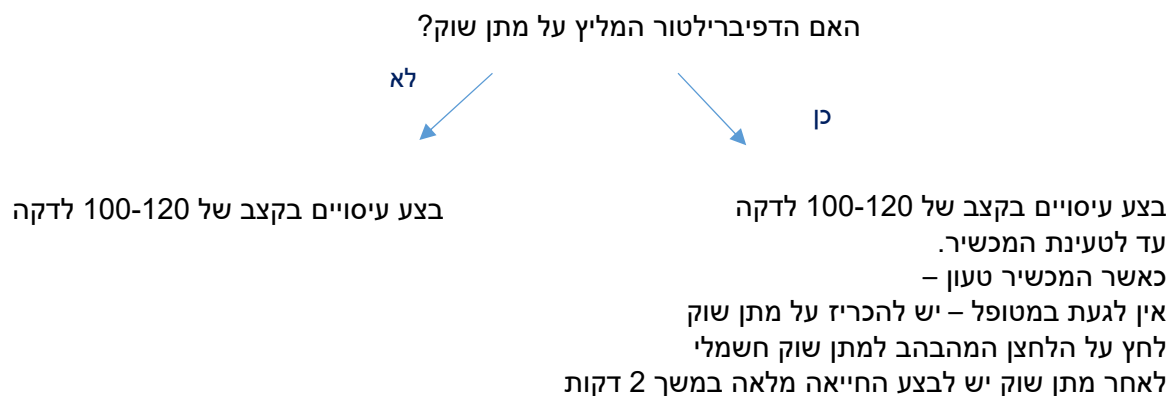 האם הדפיברילטור המליץ על מתן שוק?
כן
לא
בצע עיסויים בקצב של 100-120 לדקה
עד לטעינת המכשיר.
כאשר המכשיר טעון –
אין לגעת במטופל – יש להכריז על מתן שוק
לחץ על הלחצן המהבהב למתן שוק חשמלי
לאחר מתן שוק יש לבצע החייאה מלאה במשך 2 דקות
בצע עיסויים בקצב של 100-120 לדקה